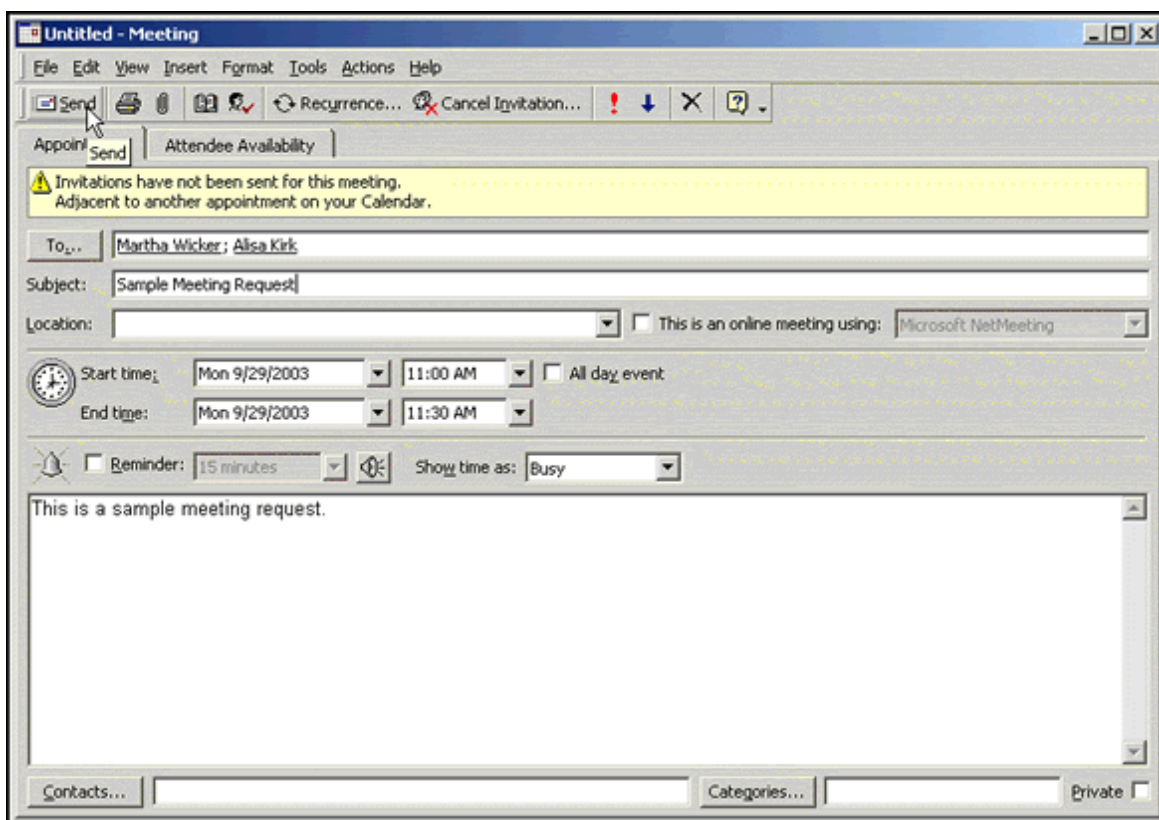 Untitled - Meeting
File Edit View Insert Format Tools Actions Help
Send Recurrence... Cancel Invitation...
Attendee Availability
Send
Invitations have not been sent for this meeting.
Adjacent to another appointment on your Calendar.
To... Martha Wicker; Alisa Kirk
Subject: Sample Meeting Request
Location: This is an online meeting using: Microsoft NetMeeting
Start time: Mon 9/29/2003 11:00 AM All day event
End time: Mon 9/29/2003 11:30 AM
Reminder: 15 minutes Show time as: Busy
This is a sample meeting request.
Contacts... Categories... Private